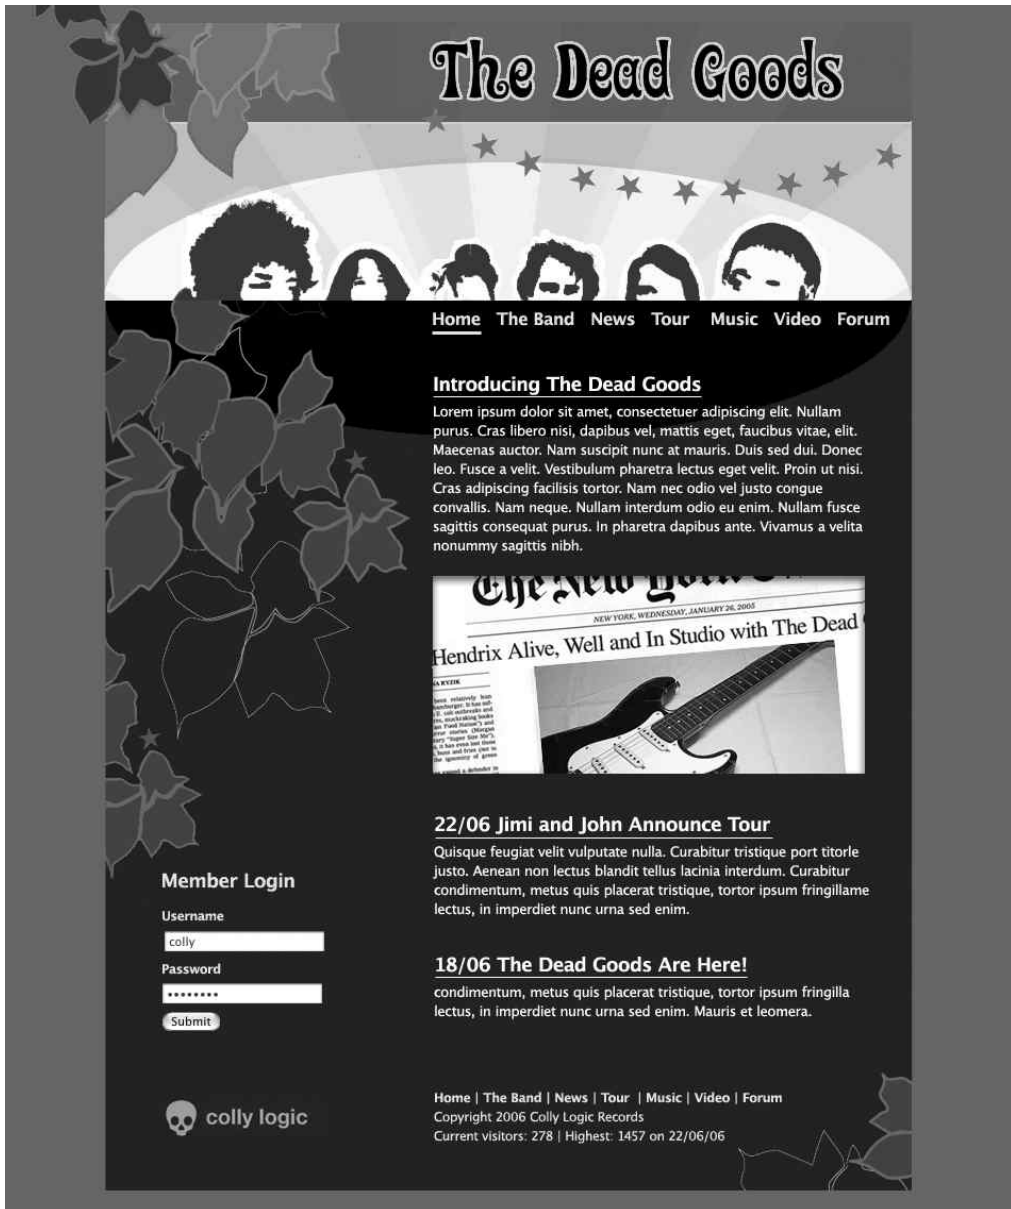 The Dead Goods
Home The Band News Tour Music Video Forum
Introducing The Dead Goods
Lorem ipsum dolor sit amet, consectetuer adipiscing elit. Nullam
purus. Cras libero nisi, dapibus vel, mattis eget, faucibus vitae, elit.
Maecenas auctor. Nam suscipit nunc at mauris. Duis sed dui. Donec
leo. Fusce a velit. Vestibulum pharetra lectus eget velit. Proin ut nisi.
Cras adipiscing facilisis tortor. Nam nec odio vel justo congue
convallis. Nam neque. Nullam interdum odio eu enim. Nullam fusce
sagittis consequat purus. In pharetra dapibus ante. Vivamus a velita
nonummy sagittis nibh.
The New York
NEW YORK, WEDNESDAY, JANUARY 26, 2005
Hendrix Alive, Well and In Studio with The Dead
22/06 Jimi and John Announce Tour
Quisque feugiat velit vulputate nulla. Curabitur tristique port titorle
justo. Aenean non lectus blandit tellus lacinia interdum. Curabitur
condimentum, metus quis placerat tristique, tortor ipsum fringillame
lectus, in imperdiet nunc urna sed enim.
18/06 The Dead Goods Are Here!
condimentum, metus quis placerat tristique, tortor ipsum fringilla
lectus, in imperdiet nunc urna sed enim. Mauris et leomera.
Member Login
Username
colly
Password
••••••••
Submit
colly logic
Home | The Band | News | Tour | Music | Video | Forum
Copyright 2006 Colly Logic Records
Current visitors: 278 | Highest: 1457 on 22/06/06